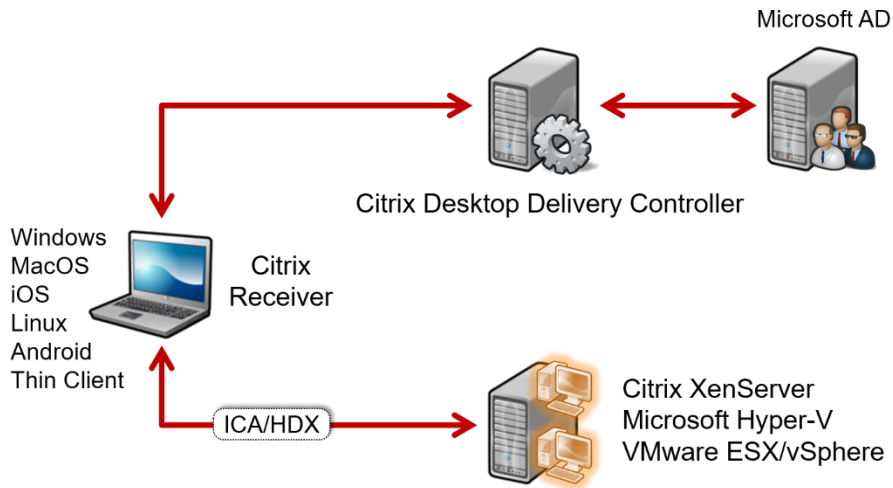 Microsoft AD
Citrix Desktop Delivery Controller
Windows
MacOS
iOS
Linux
Android
Thin Client
Citrix
Receiver
ICA/HDX
Citrix XenServer
Microsoft Hyper-V
VMware ESX/vSphere